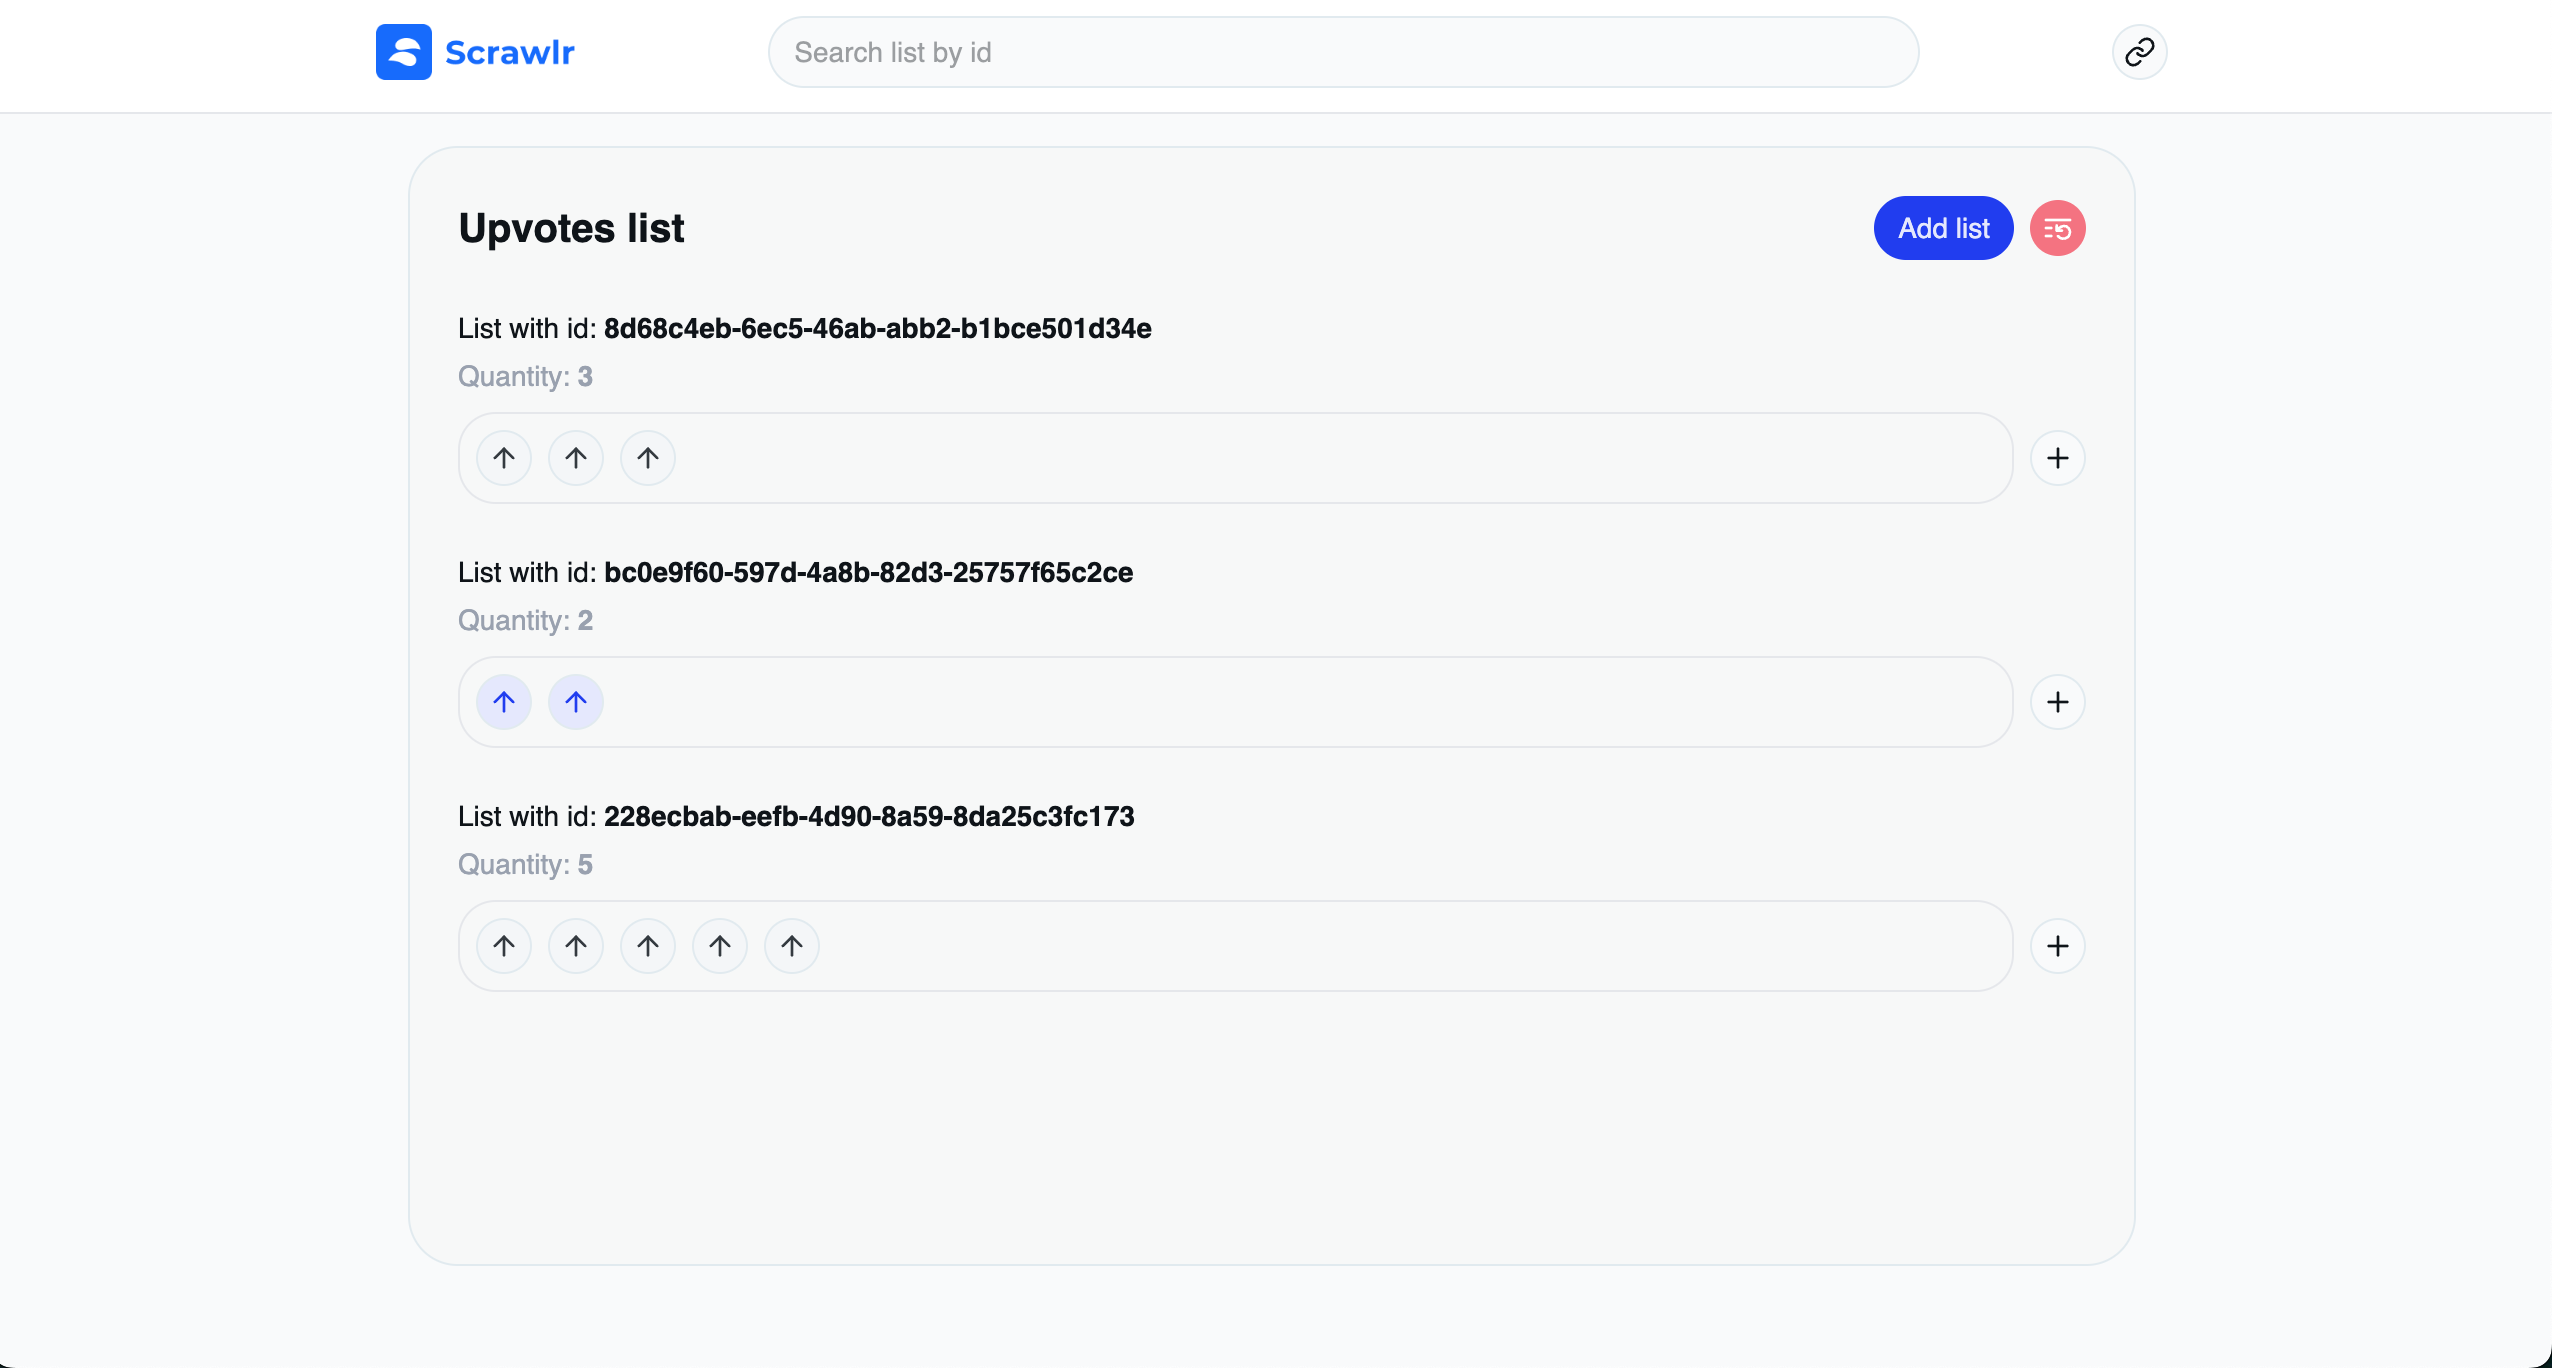 Scrawlr
Search list by id
Upvotes list
Add list
List with id: 8d68c4eb-6ec5-46ab-abb2-b1bce501d34e
Quantity: 3
List with id: bc0e9f60-597d-4a8b-82d3-25757f65c2ce
Quantity: 2
List with id: 228ecbab-eefb-4d90-8a59-8da25c3fc173
Quantity: 5